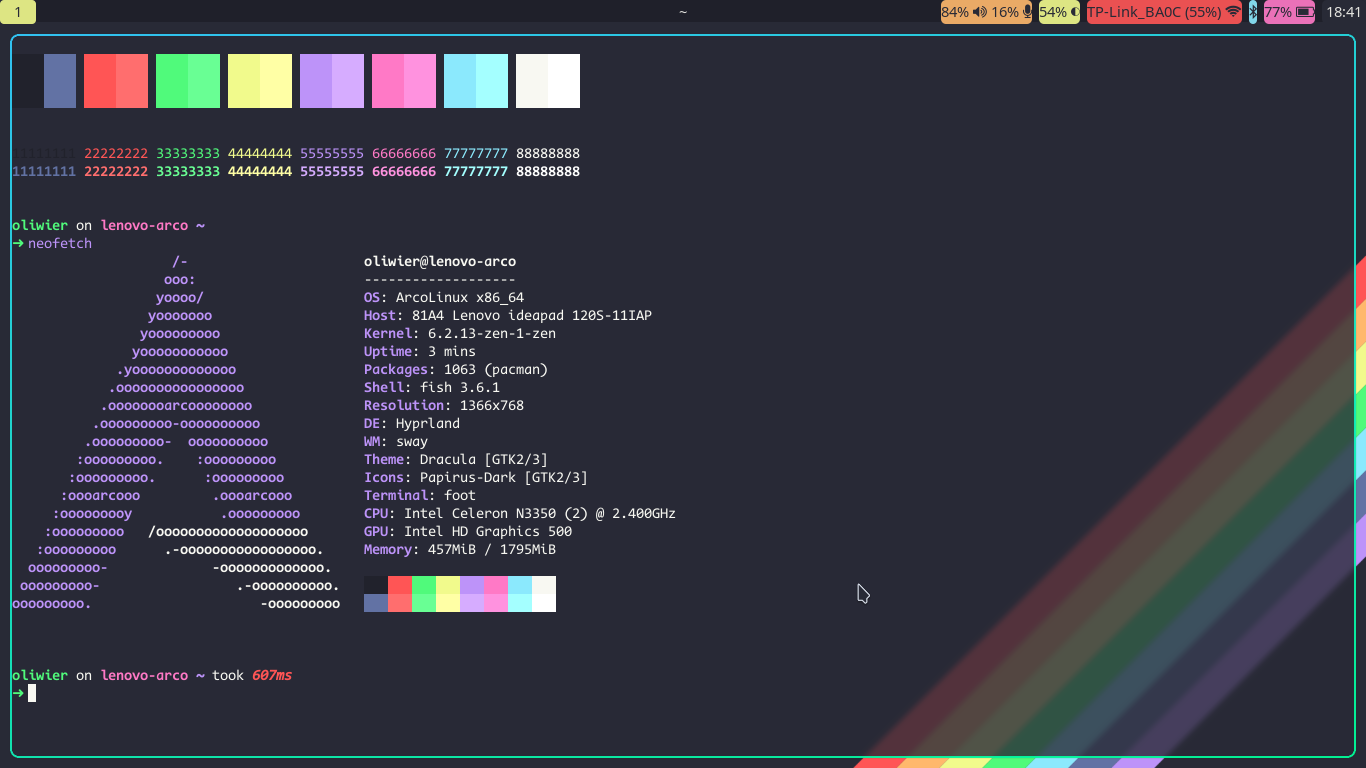 1 ~ 84% 16% 54% TP-Link_BA0C (55%) 77% 18:41
11111111 22222222 33333333 44444444 55555555 66666666 77777777 88888888
11111111 22222222 33333333 44444444 55555555 66666666 77777777 88888888
oliwier on lenovo-arco ~
➜ neofetch
/- oliwier@lenovo-arco
ooo: -------------------
yoooo/ OS: ArcoLinux x86_64
yooooooo Host: 81A4 Lenovo ideapad 120S-11IAP
yooooooooo Kernel: 6.2.13-zen-1-zen
yooooooooooo Uptime: 3 mins
.yooooooooooooo Packages: 1063 (pacman)
.oooooooooooooooo Shell: fish 3.6.1
.oooooooarcoooooooo Resolution: 1366x768
.ooooooooo-oooooooooo DE: Hyprland
.ooooooooo- oooooooooo WM: sway
:ooooooooo. :ooooooooo Theme: Dracula [GTK2/3]
:ooooooooo. :ooooooooo Icons: Papirus-Dark [GTK2/3]
:oooarcooo .oooarcooo Terminal: foot
:ooooooooy .ooooooooo CPU: Intel Celeron N3350 (2) @ 2.400GHz
:ooooooooo /ooooooooooooooooooo GPU: Intel HD Graphics 500
:ooooooooo .-ooooooooooooooooo. Memory: 457MiB / 1795MiB
ooooooooo- -ooooooooooooo.
ooooooooo- .-oooooooooo.
ooooooooo. -ooooooooo
oliwier on lenovo-arco ~ took 607ms
➜